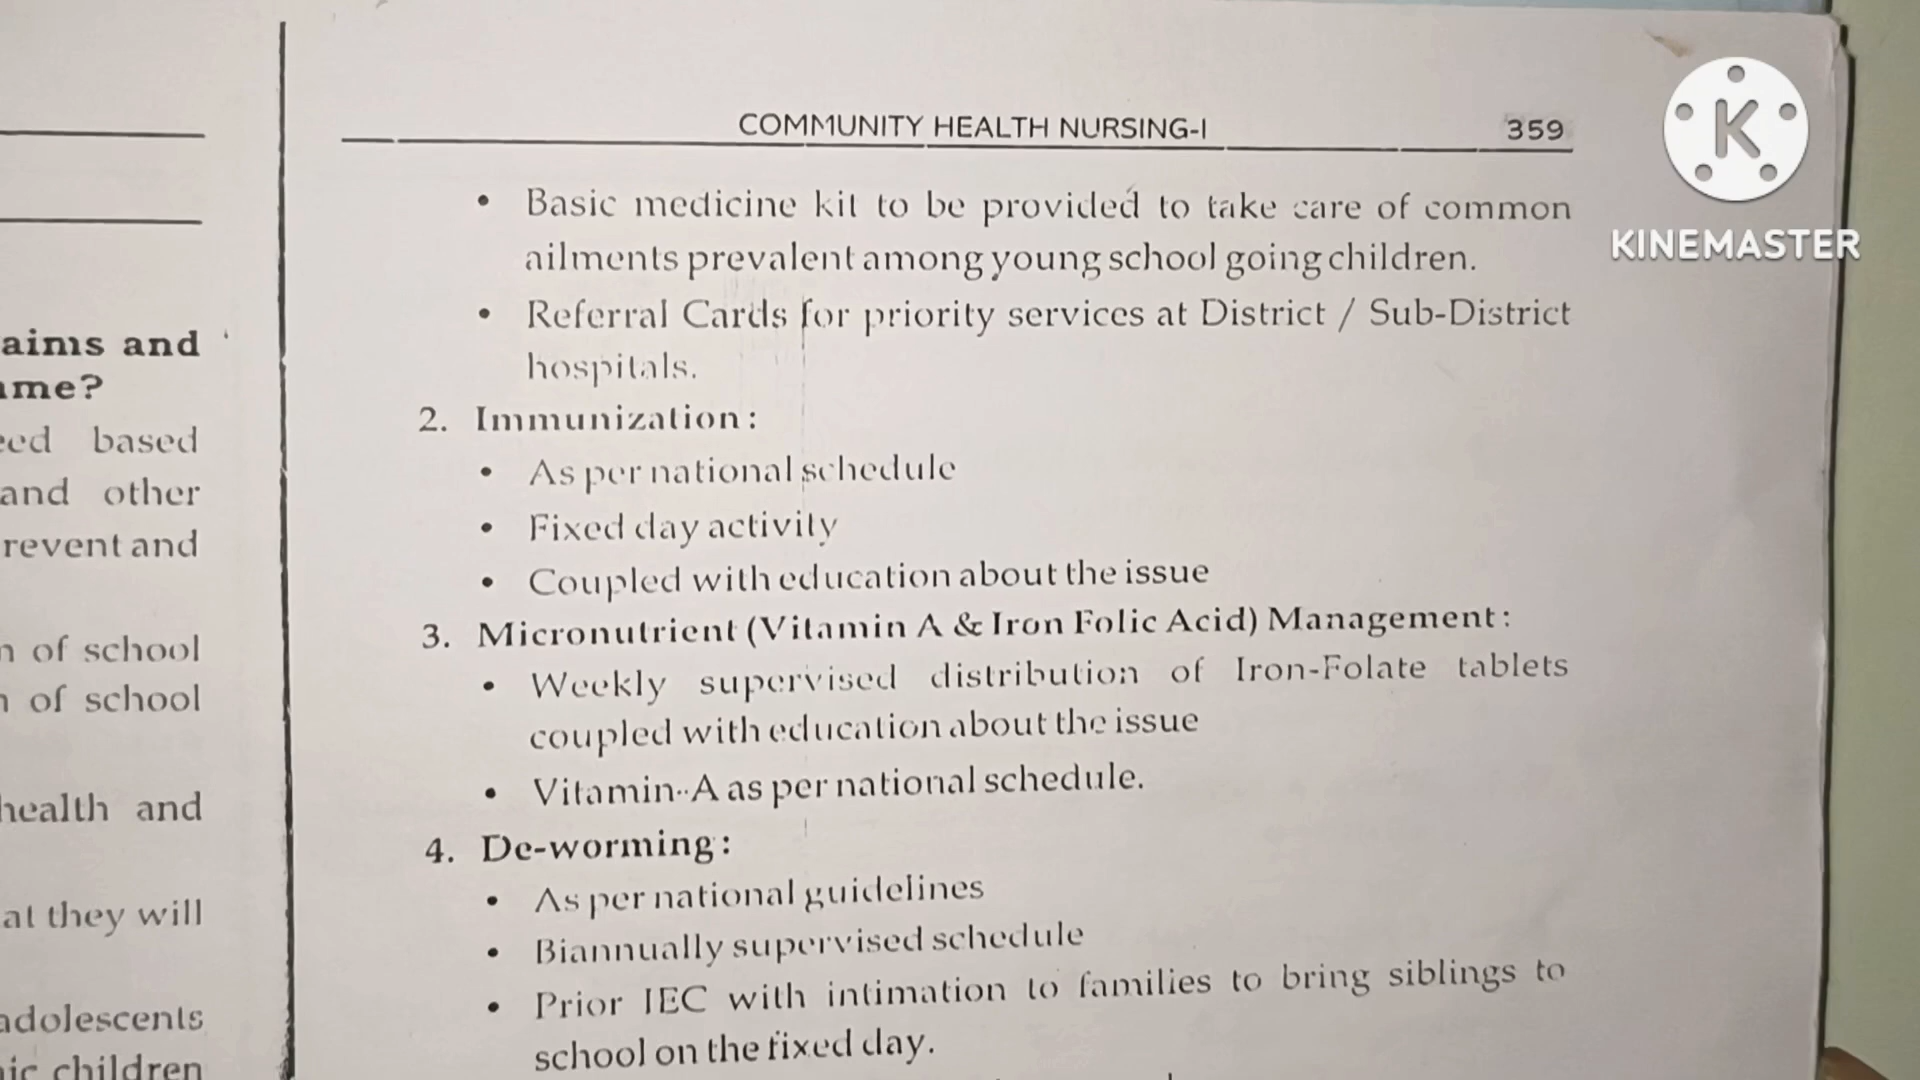 aims and
ame?
eed based
and other
revent and
n of school
n of school
health and
at they will
adolescents
ic children
COMMUNITY HEALTH NURSING-I 359
• Basic medicine kit to be provided to take care of common
ailments prevalent among young school going children.
• Referral Cards for priority services at District / Sub-District
hospitals.
2. Immunization:
• As per national schedule
• Fixed day activity
• Coupled with education about the issue
3. Micronutrient (Vitamin A & Iron Folic Acid) Management:
• Weekly supervised distribution of Iron-Folate tablets
coupled with education about the issue
• Vitamin-A as per national schedule.
4. De-worming:
• As per national guidelines
• Biannually supervised schedule
• Prior IEC with intimation to families to bring siblings to
school on the fixed day.
K
KINEMASTER